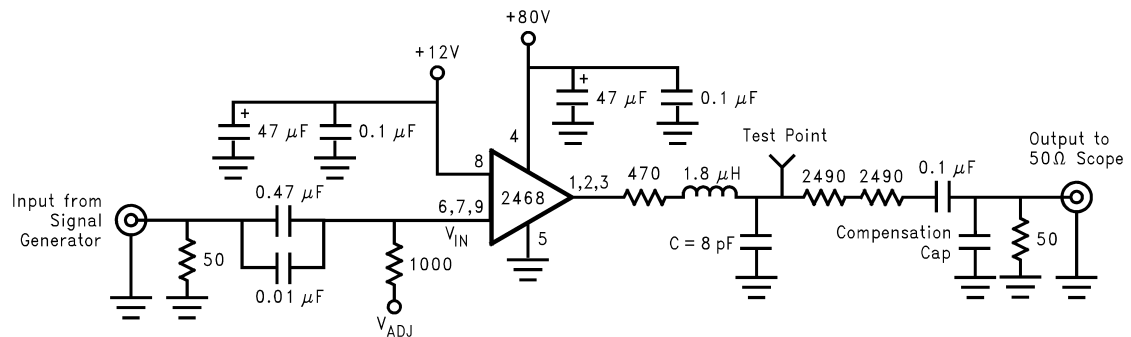 +80V
+12V
+
47 μF
0.1 μF
+
47 μF
0.1 μF
4
Test Point
Output to
50Ω Scope
8
2468
1,2,3
470
1.8 μH
2490
2490
0.1 μF
0.47 μF
Input from
Signal
Generator
6,7,9
VIN
5
50
0.01 μF
1000
C = 8 pF
Compensation
Cap
50
VADJ